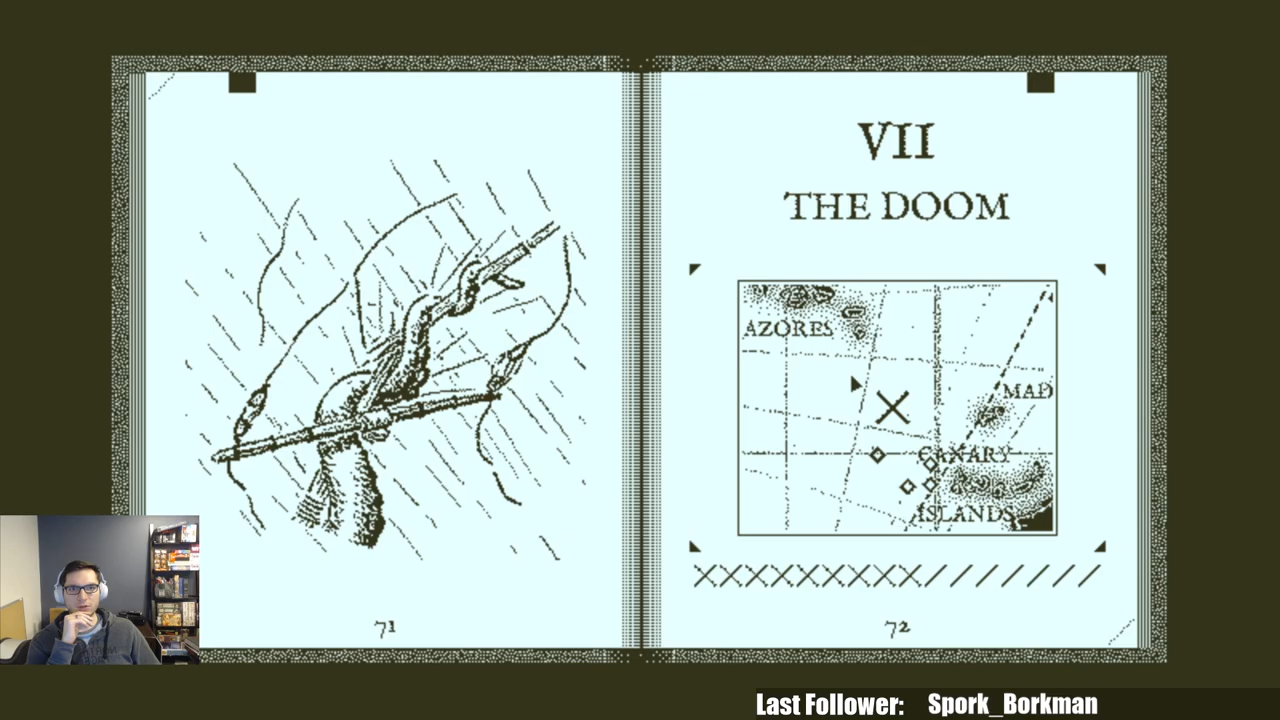 VII
THE DOOM
AZORES
MAD
CANARY
ISLANDS
71
72
Last Follower: Spork_Borkman